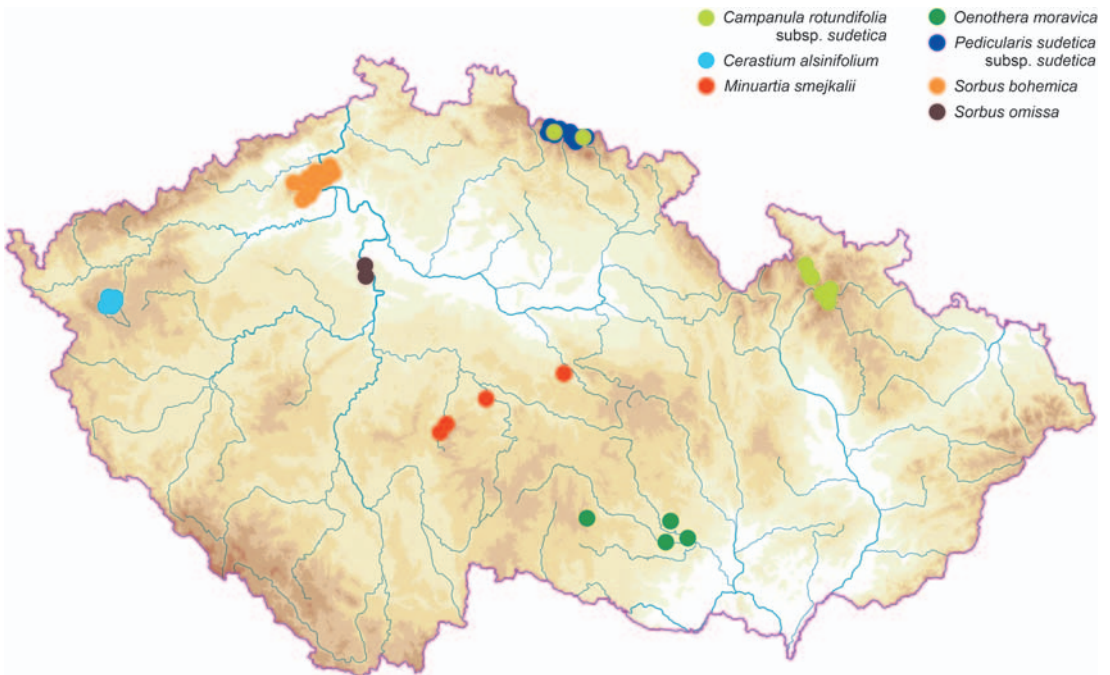 Campanula rotundifolia
subsp. sudetica
Cerastium alsinifolium
Minuartia smejkalii
Oenothera moravica
Pedicularis sudetica
subsp. sudetica
Sorbus bohemica
Sorbus omissa